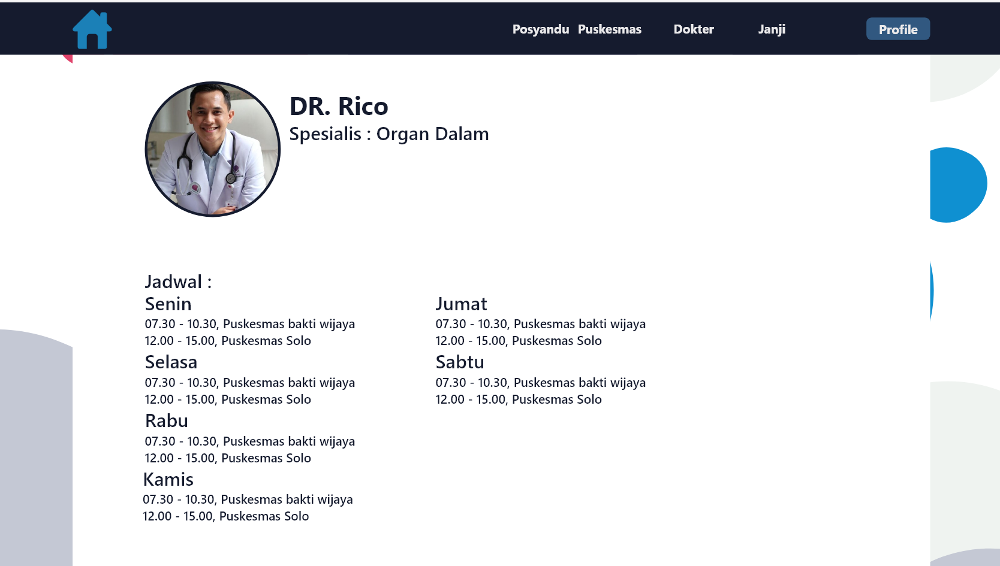 Posyandu Puskesmas Dokter Janji Profile
DR. Rico
Spesialis : Organ Dalam
Jadwal :
Senin
07.30 - 10.30, Puskesmas bakti wijaya
12.00 - 15.00, Puskesmas Solo
Selasa
07.30 - 10.30, Puskesmas bakti wijaya
12.00 - 15.00, Puskesmas Solo
Rabu
07.30 - 10.30, Puskesmas bakti wijaya
12.00 - 15.00, Puskesmas Solo
Kamis
07.30 - 10.30, Puskesmas bakti wijaya
12.00 - 15.00, Puskesmas Solo
Jumat
07.30 - 10.30, Puskesmas bakti wijaya
12.00 - 15.00, Puskesmas Solo
Sabtu
07.30 - 10.30, Puskesmas bakti wijaya
12.00 - 15.00, Puskesmas Solo